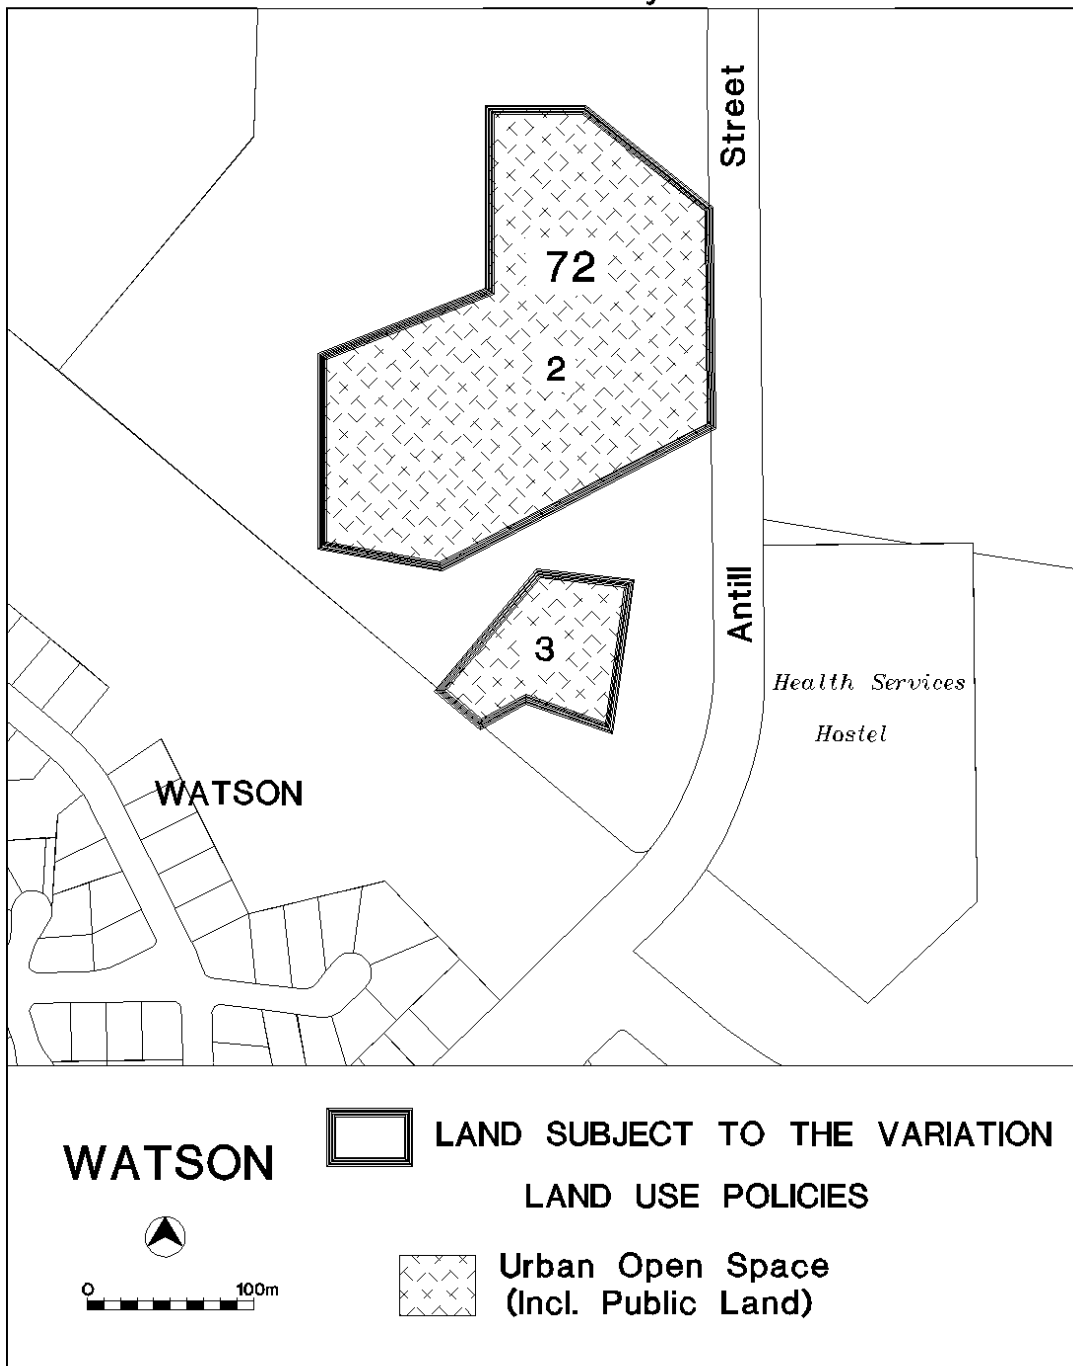 Street
72
2
Antill
3
Health Services
Hostel
WATSON
LAND SUBJECT TO THE VARIATION
WATSON
LAND USE POLICIES
Urban Open Space
(Incl. Public Land)
0 100m